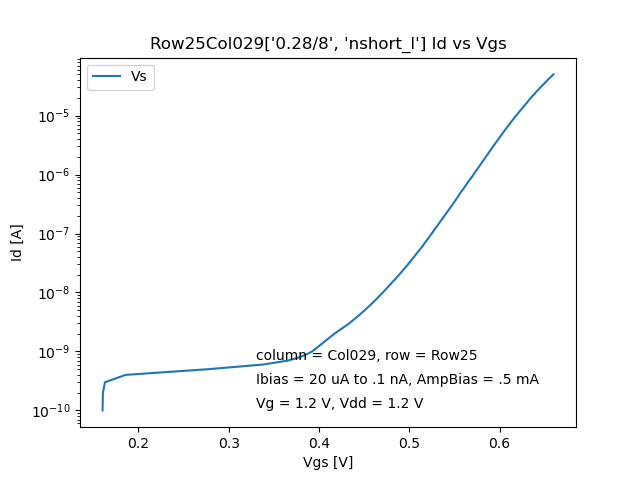 Row25Col029['0.28/8', 'nshort_l'] Id vs Vgs
Vs
10⁻⁵
10⁻⁶
10⁻⁷
10⁻⁸
10⁻⁹
10⁻¹⁰
Id [A]
column = Col029, row = Row25
Ibias = 20 uA to .1 nA, AmpBias = .5 mA
Vg = 1.2 V, Vdd = 1.2 V
0.2 0.3 0.4 0.5 0.6
Vgs [V]